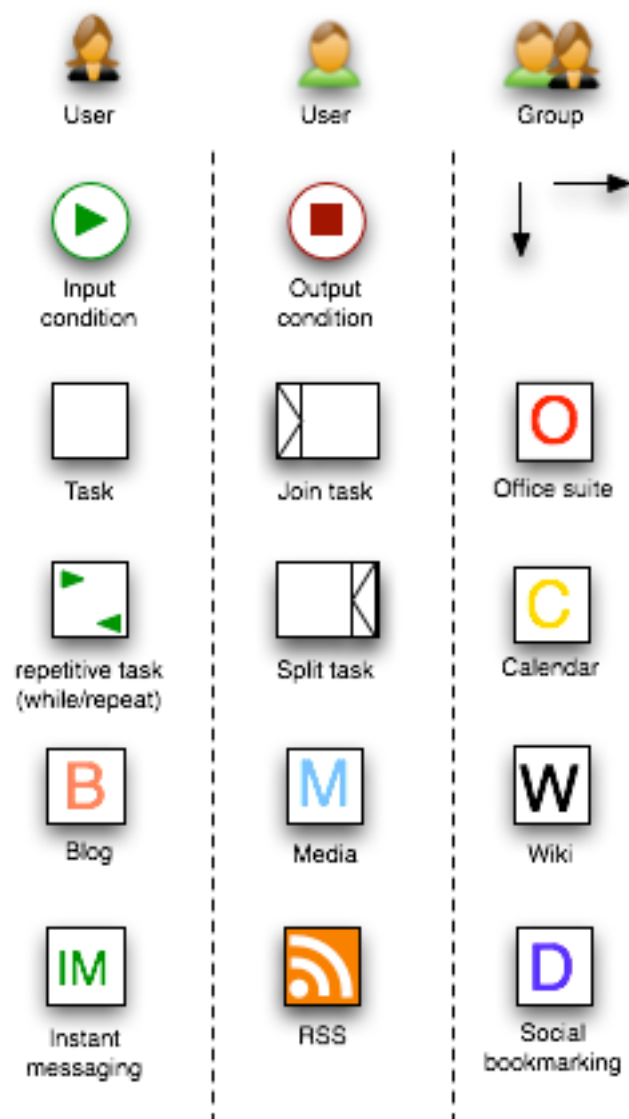 User
User
Group
Input
condition
Output
condition
Task
Join task
O
Office suite
repetitive task
(while/repeat)
Split task
C
Calendar
B
Blog
M
Media
W
Wiki
IM
Instant
messaging
RSS
D
Social
bookmarking